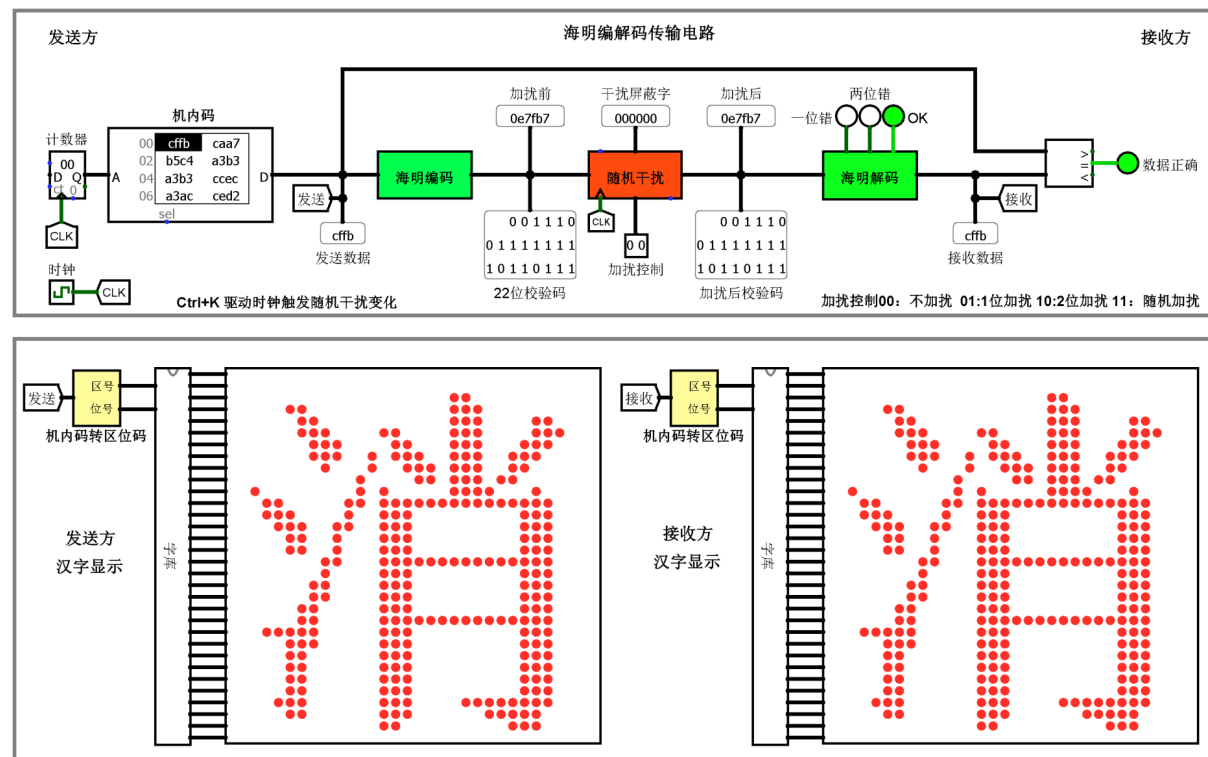 海明编解码传输电路
发送方
接收方
计数器
00
D Q
ct 0
CLK
时钟
CLK
机内码
A
D
00 cffb caa7
02 b5c4 a3b3
04 a3b3 ccec
06 a3ac ced2
sel
发送
cffb
发送数据
海明编码
加扰前
0e7fb7
0 0 1 1 1 0
0 1 1 1 1 1 1 1
1 0 1 1 0 1 1 1
22位校验码
干扰屏蔽字
000000
随机干扰
CLK
0 0
加扰控制
加扰后
0e7fb7
0 0 1 1 1 0
0 1 1 1 1 1 1 1
1 0 1 1 0 1 1 1
加扰后校验码
一位错
两位错
OK
海明解码
接收
cffb
接收数据
>
=
<
数据正确
Ctrl+K 驱动时钟触发随机干扰变化
加扰控制00：不加扰 01:1位加扰 10:2位加扰 11：随机加扰
发送
区号
位号
机内码转区位码
字库
发送方
汉字显示
湝
接收
区号
位号
机内码转区位码
字库
接收方
汉字显示